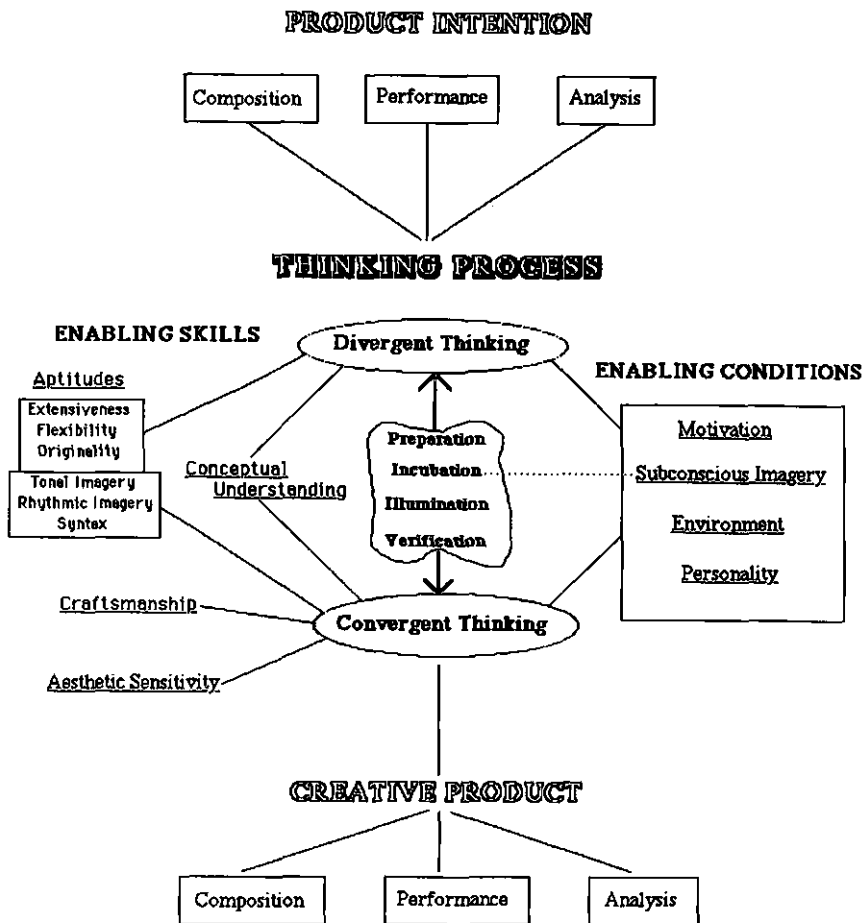 PRODUCT INTENTION
Composition
Performance
Analysis
THINKING PROCESS
ENABLING SKILLS
Divergent Thinking
ENABLING CONDITIONS
Aptitudes
Extensiveness
Flexibility
Originality
Tonal Imagery
Rhythmic Imagery
Syntax
Conceptual
Understanding
Preparation
Incubation
Illumination
Verification
Motivation
Subconscious Imagery
Environment
Personality
Craftsmanship
Convergent Thinking
Aesthetic Sensitivity
CREATIVE PRODUCT
Composition
Performance
Analysis